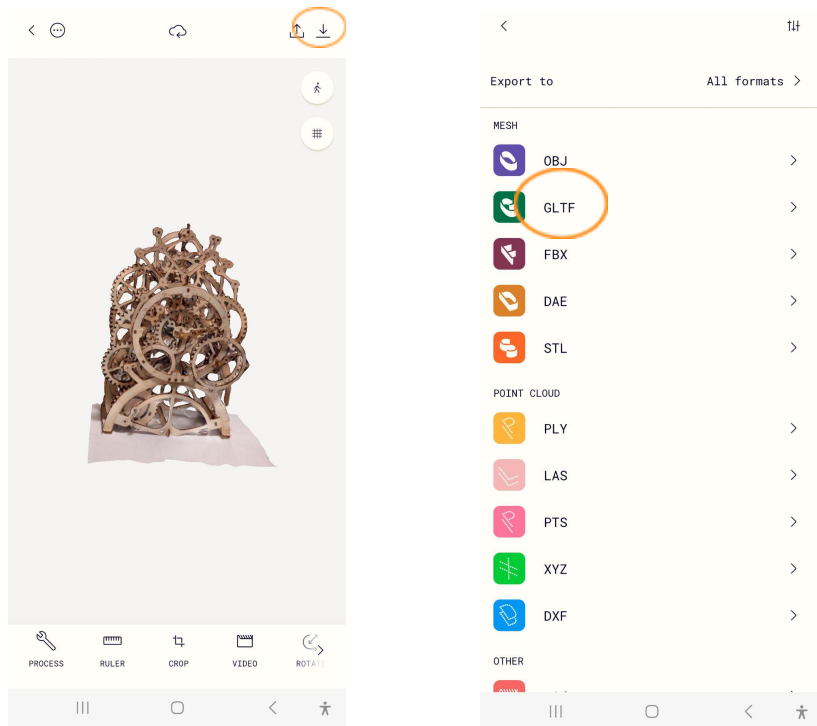 PROCESS
RULER
CROP
VIDEO
ROTATE
Export to
All formats
MESH
OBJ
GLTF
FBX
DAE
STL
POINT CLOUD
PLY
LAS
PTS
XYZ
DXF
OTHER